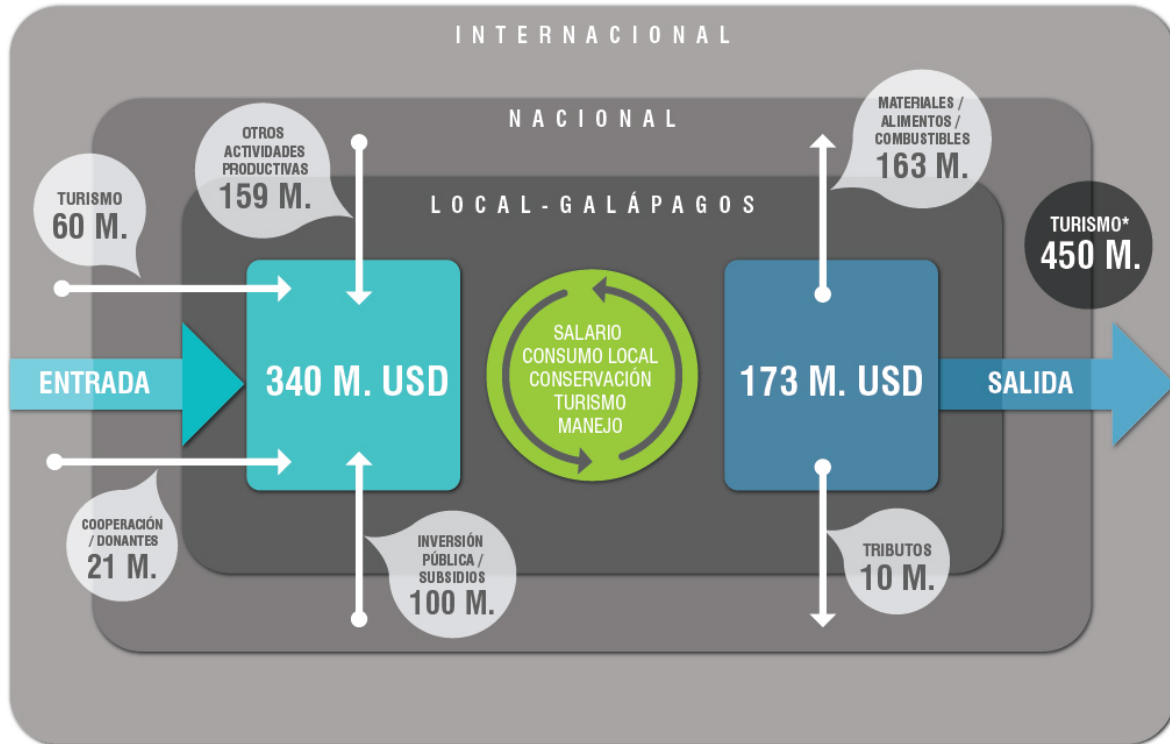 INTERNACIONAL
NACIONAL
LOCAL-GALÁPAGOS
TURISMO
60 M.
OTROS
ACTIVIDADES
PRODUCTIVAS
159 M.
MATERIALES /
ALIMENTOS /
COMBUSTIBLES
163 M.
TURISMO*
450 M.
ENTRADA
340 M. USD
SALARIO
CONSUMO LOCAL
CONSERVACIÓN
TURISMO
MANEJO
173 M. USD
SALIDA
COOPERACIÓN
/ DONANTES
21 M.
INVERSIÓN
PÚBLICA /
SUBSIDIOS
100 M.
TRIBUTOS
10 M.